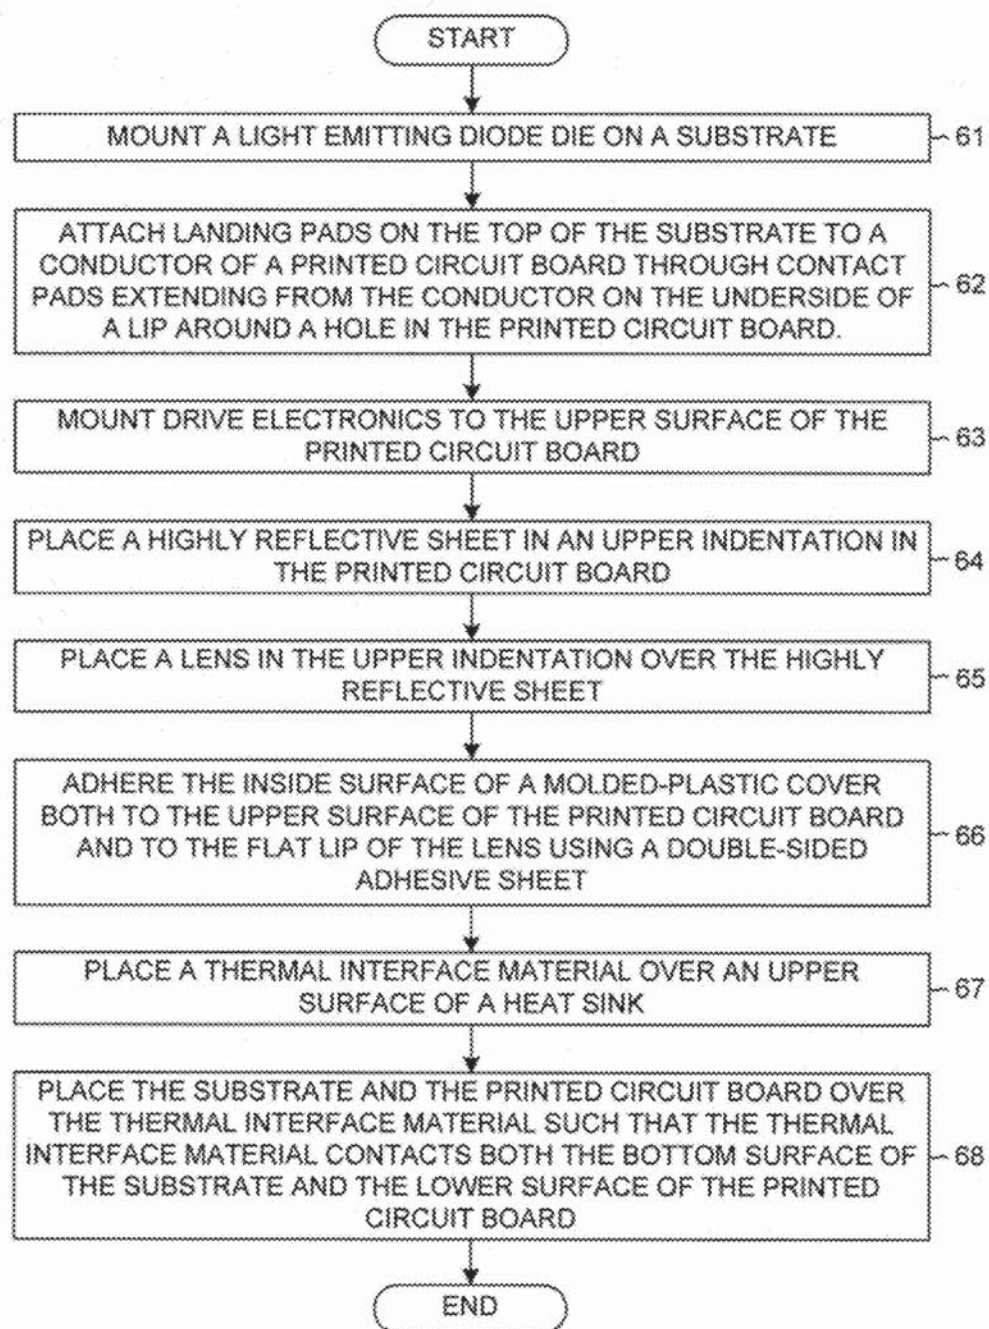 START
MOUNT A LIGHT EMITTING DIODE DIE ON A SUBSTRATE
61
ATTACH LANDING PADS ON THE TOP OF THE SUBSTRATE TO A
CONDUCTOR OF A PRINTED CIRCUIT BOARD THROUGH CONTACT
PADS EXTENDING FROM THE CONDUCTOR ON THE UNDERSIDE OF
A LIP AROUND A HOLE IN THE PRINTED CIRCUIT BOARD.
62
MOUNT DRIVE ELECTRONICS TO THE UPPER SURFACE OF THE
PRINTED CIRCUIT BOARD
63
PLACE A HIGHLY REFLECTIVE SHEET IN AN UPPER INDENTATION IN
THE PRINTED CIRCUIT BOARD
64
PLACE A LENS IN THE UPPER INDENTATION OVER THE HIGHLY
REFLECTIVE SHEET
65
ADHERE THE INSIDE SURFACE OF A MOLDED-PLASTIC COVER
BOTH TO THE UPPER SURFACE OF THE PRINTED CIRCUIT BOARD
AND TO THE FLAT LIP OF THE LENS USING A DOUBLE-SIDED
ADHESIVE SHEET
66
PLACE A THERMAL INTERFACE MATERIAL OVER AN UPPER
SURFACE OF A HEAT SINK
67
PLACE THE SUBSTRATE AND THE PRINTED CIRCUIT BOARD OVER
THE THERMAL INTERFACE MATERIAL SUCH THAT THE THERMAL
INTERFACE MATERIAL CONTACTS BOTH THE BOTTOM SURFACE OF
THE SUBSTRATE AND THE LOWER SURFACE OF THE PRINTED
CIRCUIT BOARD
68
END